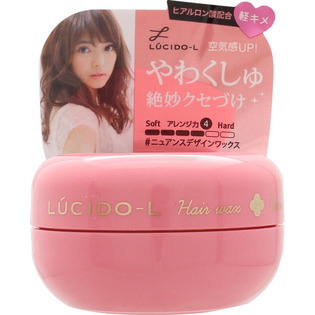 ヒアルロン酸配合
軽キメ
LÚCIDO-L
空気感UP!
やわくしゅ
絶妙クセづけ
Soft アレンジ力 4 Hard
#ニュアンスデザインワックス
LÚCIDO-L Hair wax